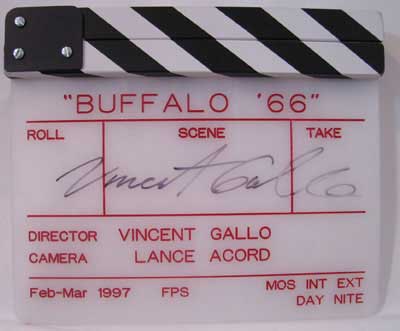 "BUFFALO '66"
ROLL SCENE TAKE
Vincent Gallo
DIRECTOR VINCENT GALLO
CAMERA LANCE ACORD
Feb-Mar 1997 FPS MOS INT EXT
DAY NITE